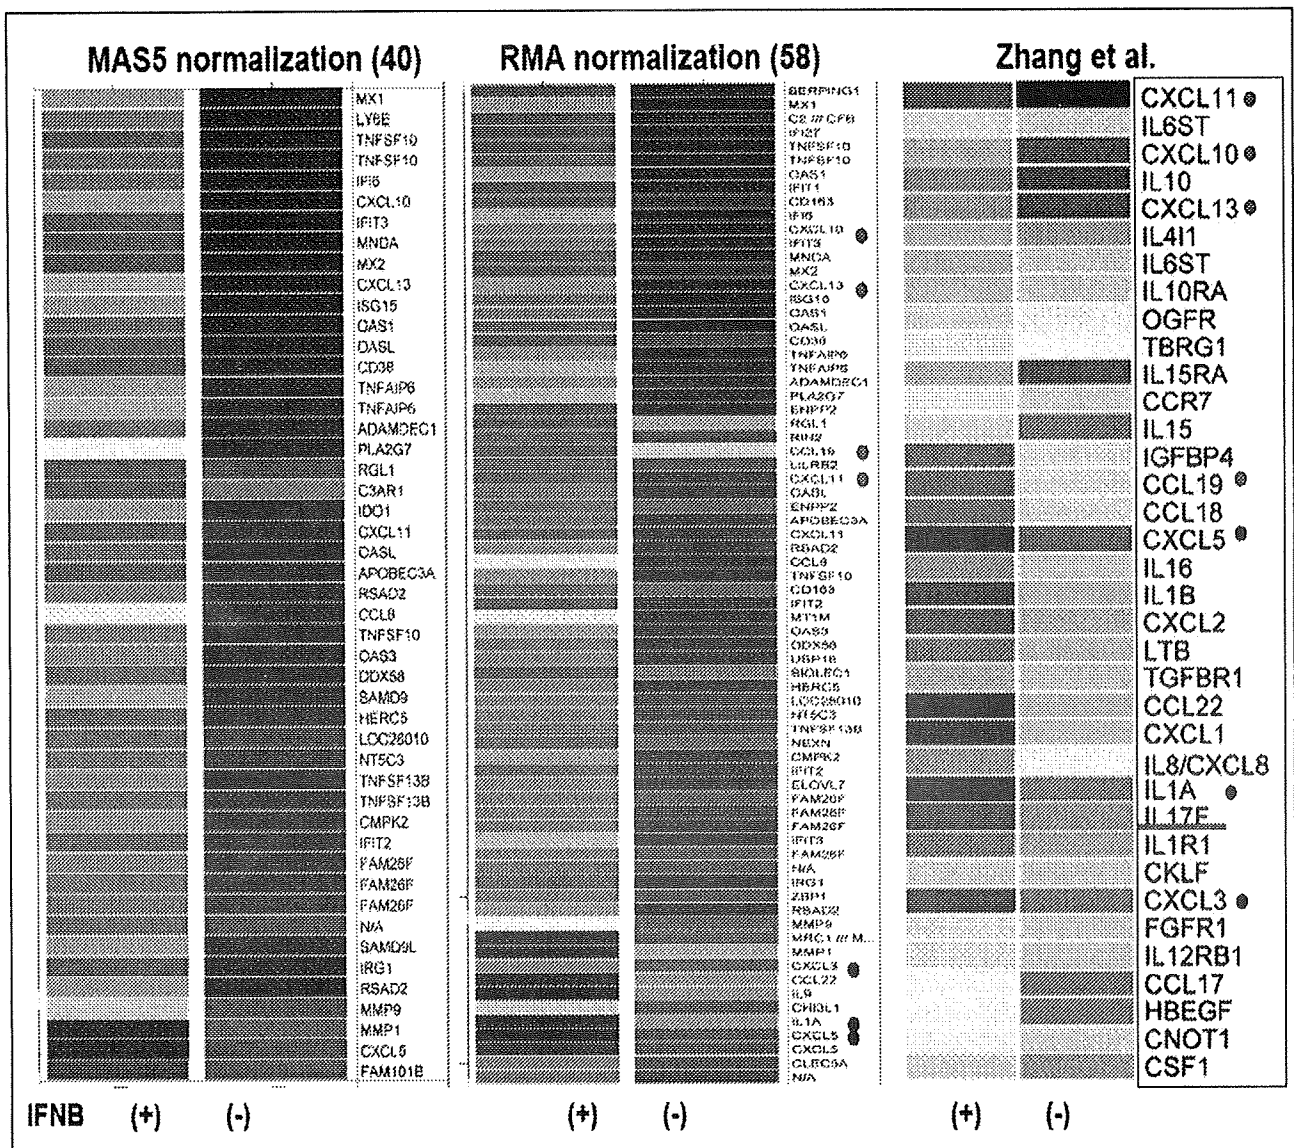 MAS5 normalization (40)
RMA normalization (58)
Zhang et al.
MX1
LY6E
TNFSF10
TNFSF10
IFI6
CXCL10
IFIT3
MNDA
MX2
CXCL13
ISG15
OAS1
OASL
CD38
TNFAIP6
TNFAIP6
ADAMDEC1
PLA2G7
RGL1
C3AR1
IDO1
CXCL11
OASL
APOBEC3A
RSAD2
CCL8
TNFSF10
OAS3
DDX58
SAMD9
HERC5
LOC26010
NT5C3
TNFSF13B
TNFSF13B
CMPK2
IFIT2
FAM26F
FAM26F
FAM26F
N/A
SAMD9L
IRG1
RSAD2
MMP9
MMP1
CXCL5
FAM101B
SERPING1
MX1
C2 /// CFB
IFI27
TNFSF10
TNFSF10
OAS1
IFIT1
CD163
IFI6
CXCL10
IFIT3
MNDA
MX2
CXCL13
ISG15
OAS1
OASL
CD38
TNFAIP6
TNFAIP6
ADAMDEC1
PLA2G7
ENPP2
RGL1
RIN2
CCL19
LILRB2
CXCL11
OASL
ENPP2
APOBEC3A
CXCL11
RSAD2
CCL8
TNFSF10
CD163
IFIT2
MT1M
OAS3
DDX58
USP18
SIGLEC1
HERC5
LOC26010
NT5C3
TNFSF13B
NEXN
CMPK2
IFIT2
ELOVL7
FAM26F
FAM26F
FAM26F
IFIT3
FAM26F
N/A
IRG1
ZBP1
RSAD2
MMP9
MRC1 /// M...
MMP1
CXCL3
CCL22
CHI3L1
IL1A
CXCL5
CXCL5
CLEC5A
N/A
CXCL11
IL6ST
CXCL10
IL10
CXCL13
IL4I1
IL6ST
IL10RA
OGFR
TBRG1
IL15RA
CCR7
IL15
IGFBP4
CCL19
CCL18
CXCL5
IL16
IL1B
CXCL2
LTB
TGFBR1
CCL22
CXCL1
IL8/CXCL8
IL1A
IL17F
IL1R1
CKLF
CXCL3
FGFR1
IL12RB1
CCL17
HBEGF
CNOT1
CSF1
IFNB (+) (-)
(+) (-)
(+) (-)